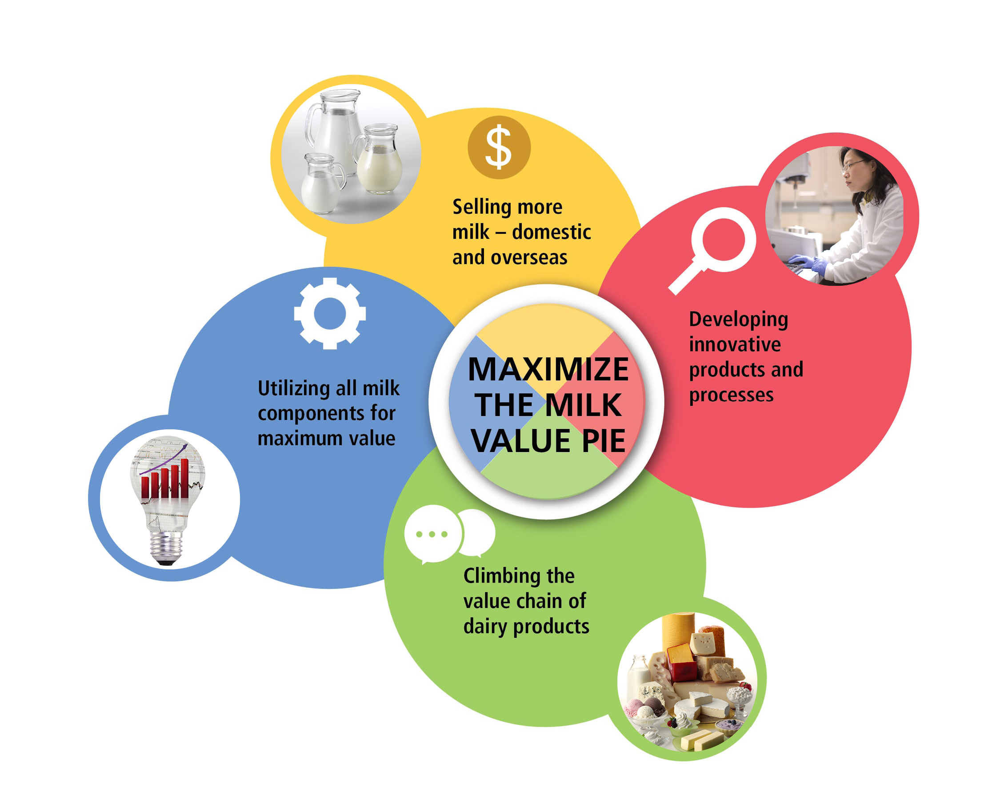 $
Selling more
milk – domestic
and overseas
Developing
innovative
products and
processes
Utilizing all milk
components for
maximum value
MAXIMIZE
THE MILK
VALUE PIE
Climbing the
value chain of
dairy products